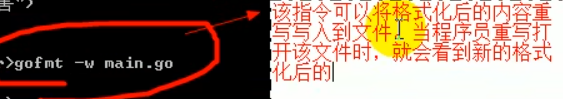 害"?
>gofmt -w main.go
该指令可以将格式化后的内容重
写写入到文件,当程序员重写打
开该文件时,就会看到新的格式
化后的